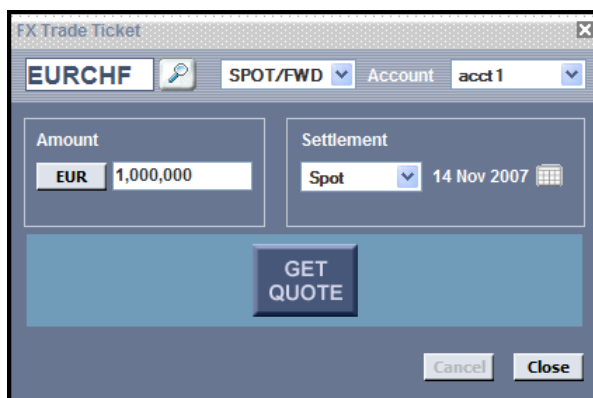 FX Trade Ticket
EURCHF SPOT/FWD Account acct1
Amount Settlement
EUR 1,000,000 Spot 14 Nov 2007
GET
QUOTE
Cancel Close